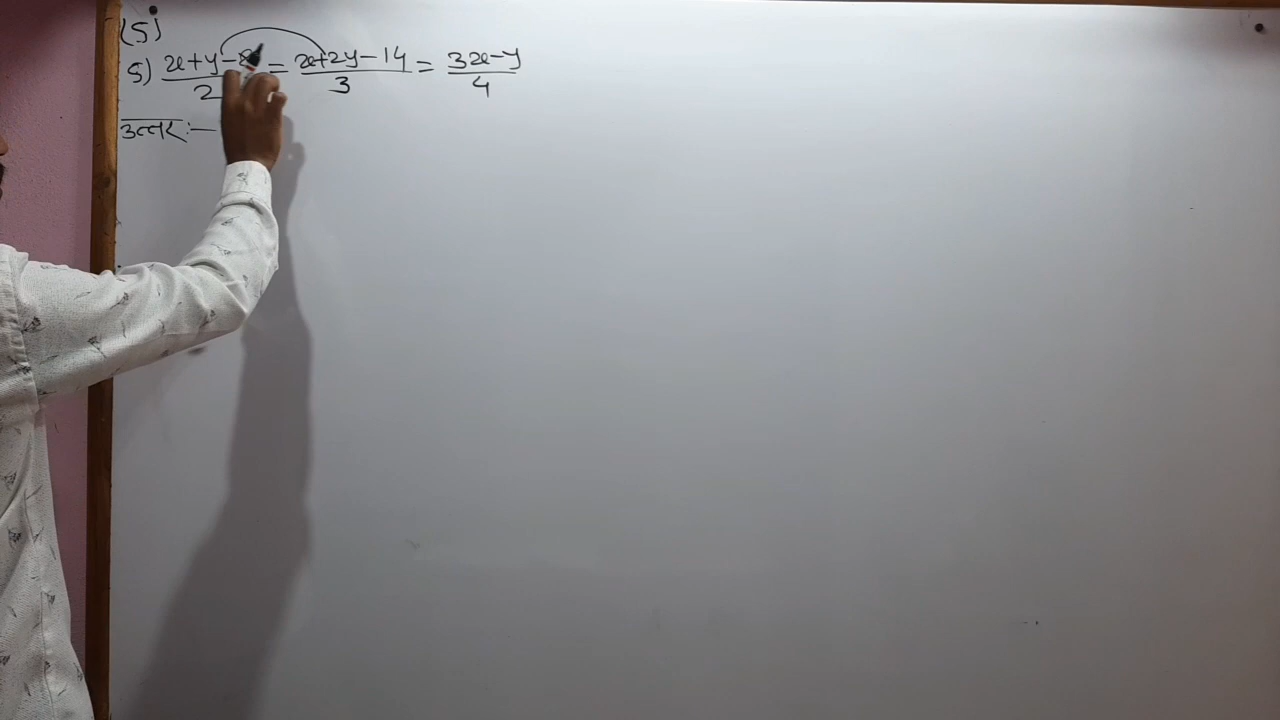 (5)
5) x+y-8/2 = x+2y-14/3 = 3x-y/4
उत्तर :-